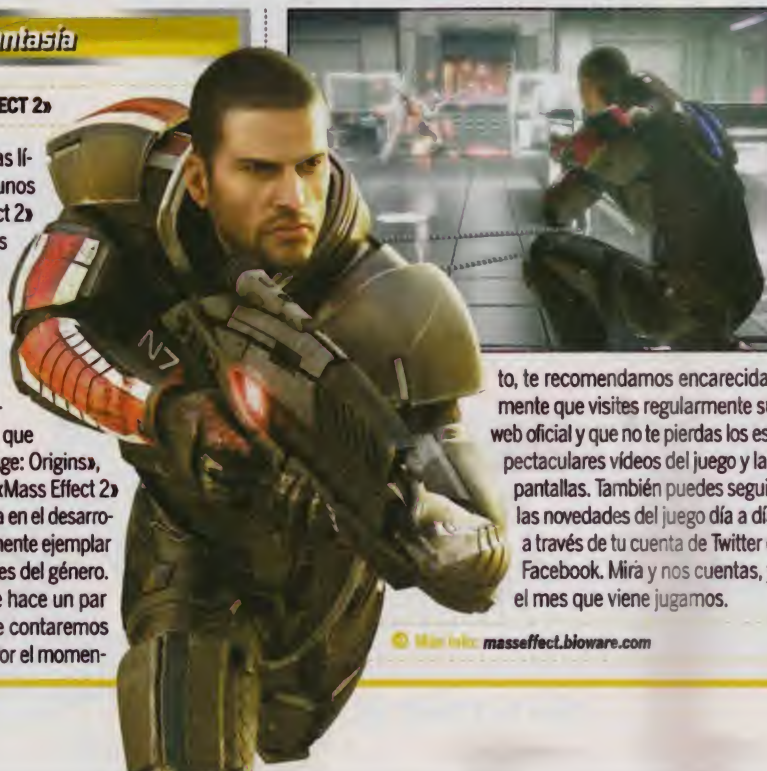 ntasía
ECT 2»
as lí-
unos
ct 2»
s
.
que
ge: Origins»,
«Mass Effect 2»
a en el desarro-
mente ejemplar
es del género.
e hace un par
e contaremos
or el momen-
N7
to, te recomendamos encarecida-
mente que visites regularmente su
web oficial y que no te pierdas los es-
pectaculares vídeos del juego y la
pantallas. También puedes segui
las novedades del juego día a día
a través de tu cuenta de Twitter o
Facebook. Mira y nos cuentas, y
el mes que viene jugamos.
Más info: masseffect.bioware.com